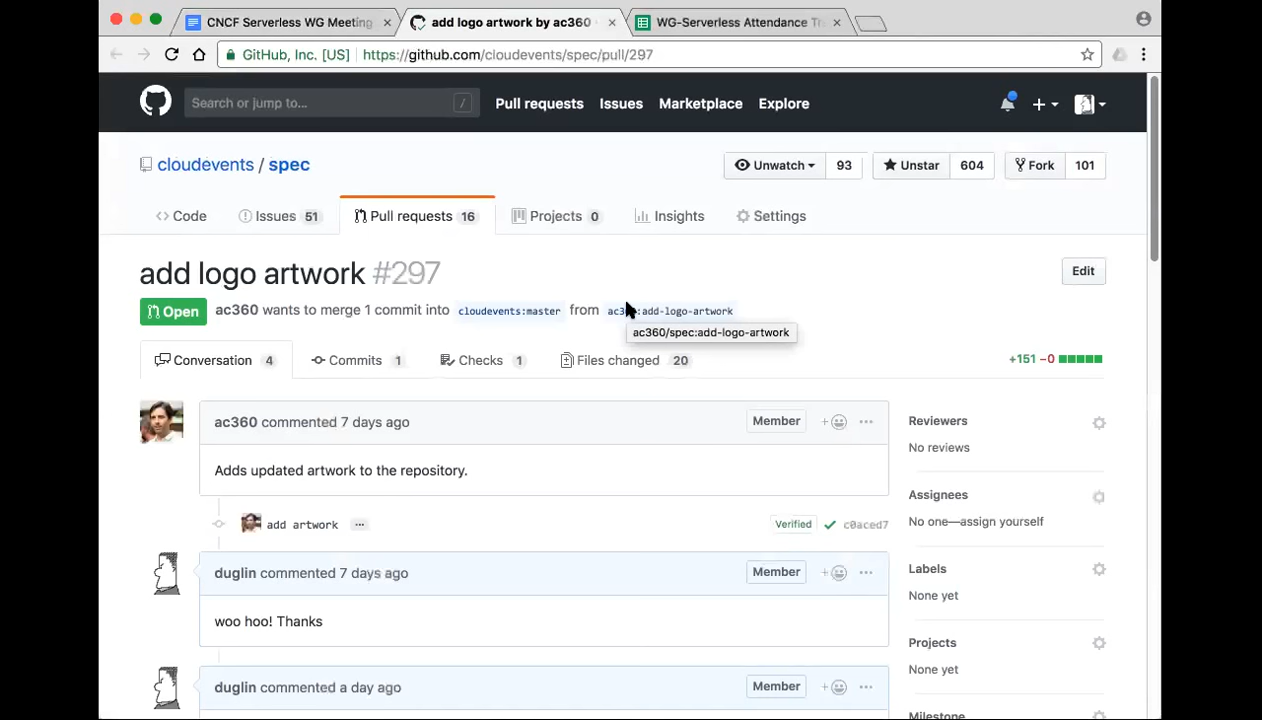 CNCF Serverless WG Meeting ×
add logo artwork by ac360 ×
WG-Serverless Attendance Tr ×
GitHub, Inc. [US] https://github.com/cloudevents/spec/pull/297
Search or jump to... /
Pull requests Issues Marketplace Explore
cloudevents / spec
Unwatch 93 Unstar 604 Fork 101
Code Issues 51 Pull requests 16 Projects 0 Insights Settings
add logo artwork #297
Edit
Open ac360 wants to merge 1 commit into cloudevents:master from :add-logo-artwork
ac360/spec:add-logo-artwork
Conversation 4 Commits 1 Checks 1 Files changed 20
+151 −0
ac360 commented 7 days ago Member
Adds updated artwork to the repository.
add artwork ... Verified c0aced7
duglin commented 7 days ago Member
woo hoo! Thanks
duglin commented a day ago Member
Reviewers
No reviews
Assignees
No one—assign yourself
Labels
None yet
Projects
None yet
Milestone